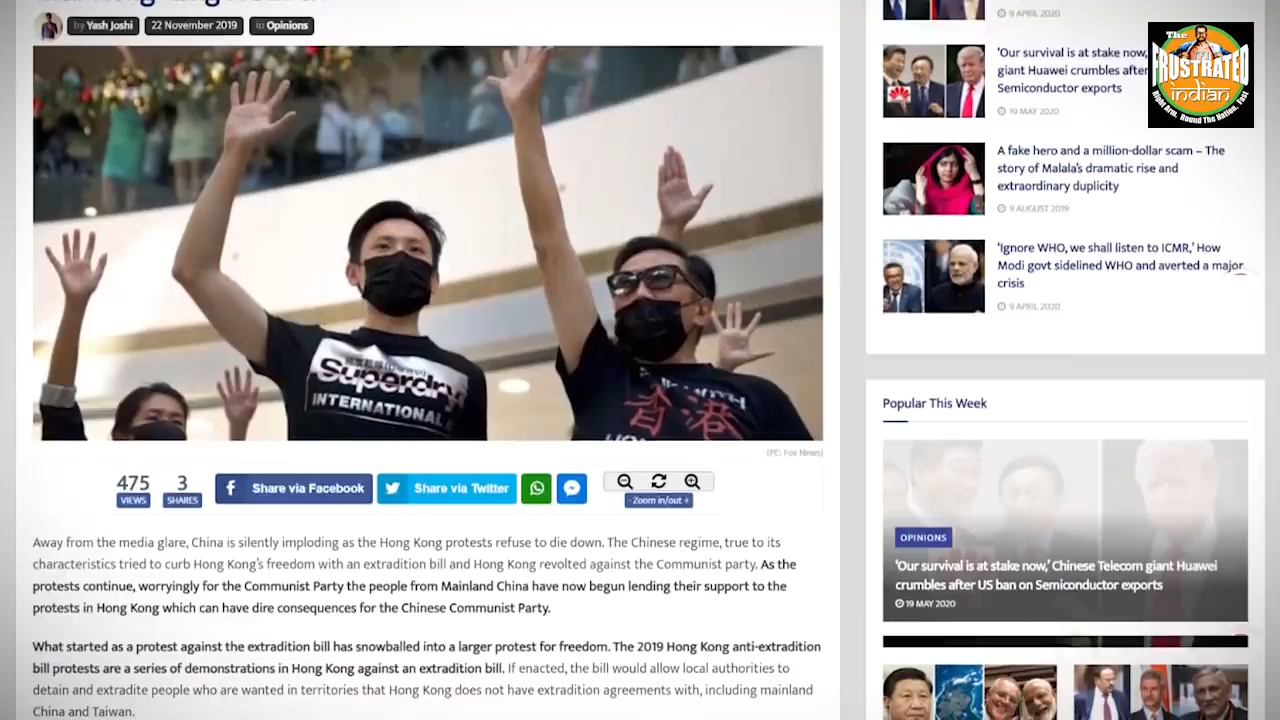 by Yash Joshi
22 November 2019
in Opinions
Superdry
INTERNATIONAL
香港
(PC: Fox News)
475
VIEWS
3
SHARES
Share via Facebook
Share via Twitter
- Zoom in/out +
Away from the media glare, China is silently imploding as the Hong Kong protests refuse to die down. The Chinese regime, true to its
characteristics tried to curb Hong Kong's freedom with an extradition bill and Hong Kong revolted against the Communist party. As the
protests continue, worryingly for the Communist Party the people from Mainland China have now begun lending their support to the
protests in Hong Kong which can have dire consequences for the Chinese Communist Party.
What started as a protest against the extradition bill has snowballed into a larger protest for freedom. The 2019 Hong Kong anti-extradition
bill protests are a series of demonstrations in Hong Kong against an extradition bill. If enacted, the bill would allow local authorities to
detain and extradite people who are wanted in territories that Hong Kong does not have extradition agreements with, including mainland
China and Taiwan.
9 APRIL 2020
'Our survival is at stake now,
giant Huawei crumbles after
Semiconductor exports
19 MAY 2020
A fake hero and a million-dollar scam – The
story of Malala's dramatic rise and
extraordinary duplicity
9 AUGUST 2019
'Ignore WHO, we shall listen to ICMR,' How
Modi govt sidelined WHO and averted a major
crisis
9 APRIL 2020
Popular This Week
OPINIONS
'Our survival is at stake now,' Chinese Telecom giant Huawei
crumbles after US ban on Semiconductor exports
19 MAY 2020
The
FRUSTRATED
indian
Right Arm, Round The Nation, Fast